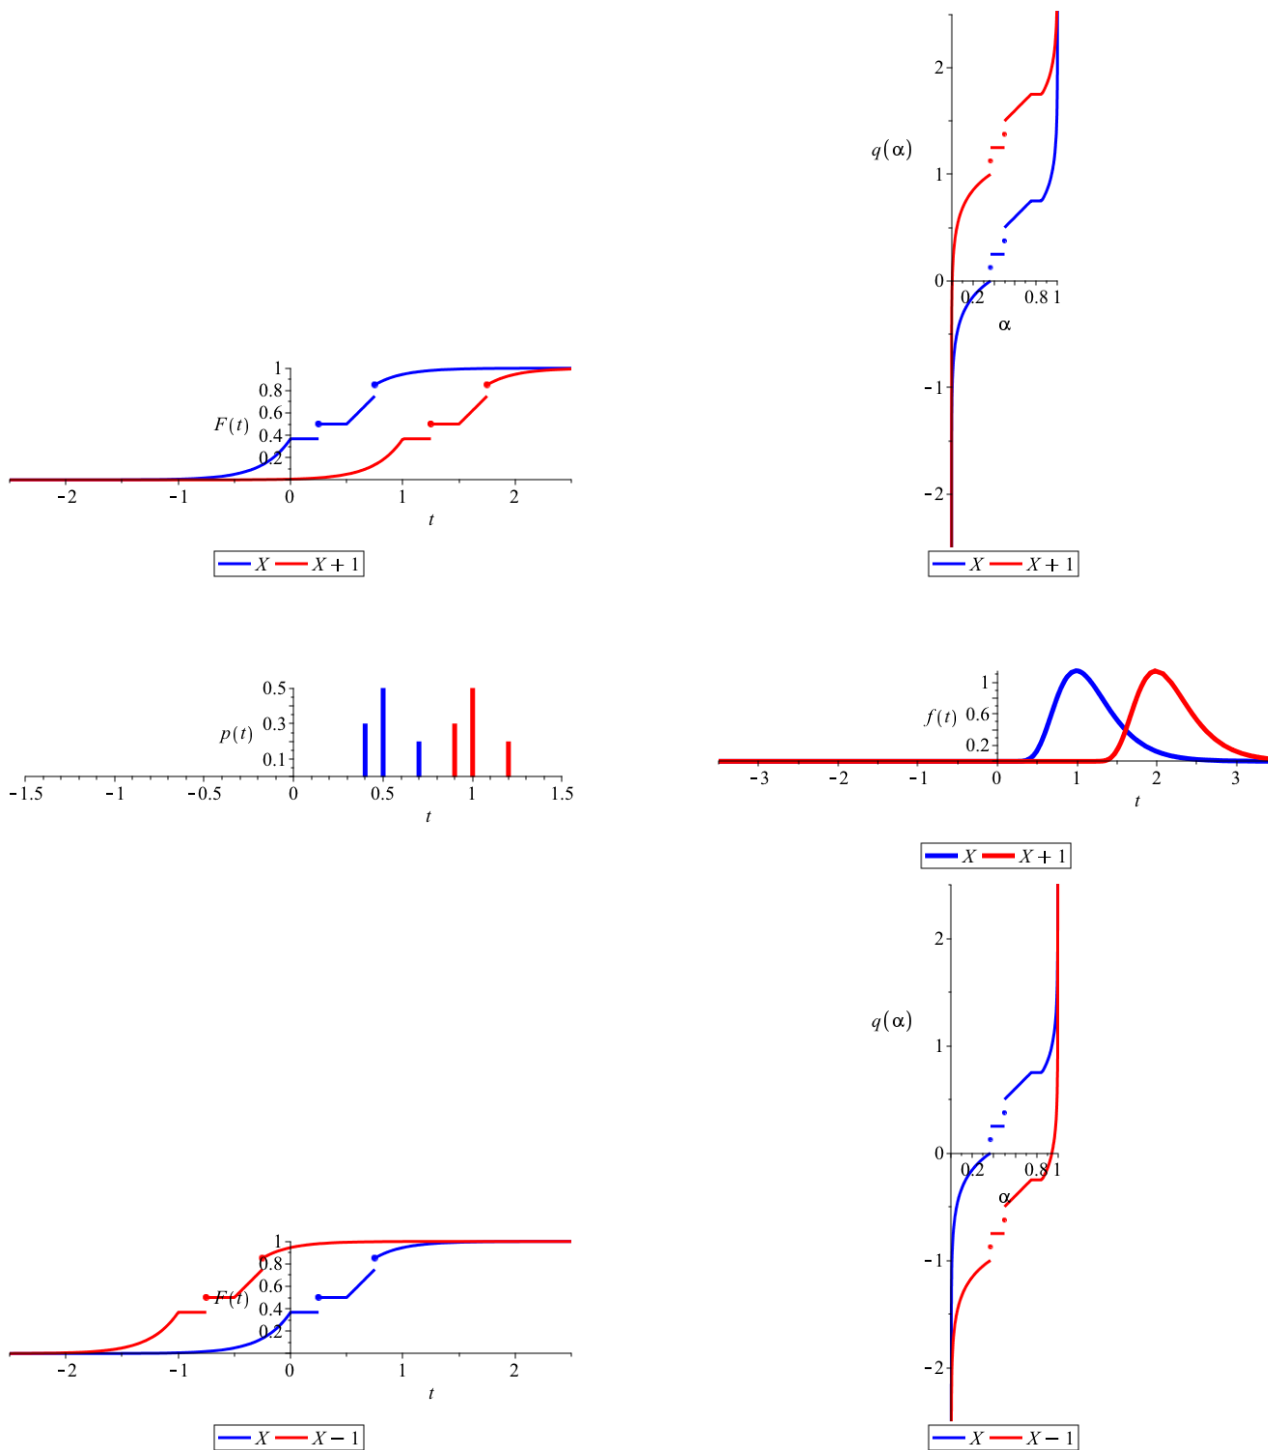 2
q(α)
1
0
0.2 0.8 1
α
−1
−2
1
0.8
0.6
F(t)
0.4
0.2
−2 −1 0 1 2
t
X X + 1
X X + 1
0.5
0.3
p(t)
0.1
−1.5 −1 −0.5 0 0.5 1 1.5
t
1
f(t) 0.6
0.2
−3 −2 −1 0 1 2 3
t
X X + 1
2
q(α)
1
0
0.2 0.8 1
α
−1
−2
1
0.8
0.6
F(t)
0.4
0.2
−2 −1 0 1 2
t
X X − 1
X X − 1